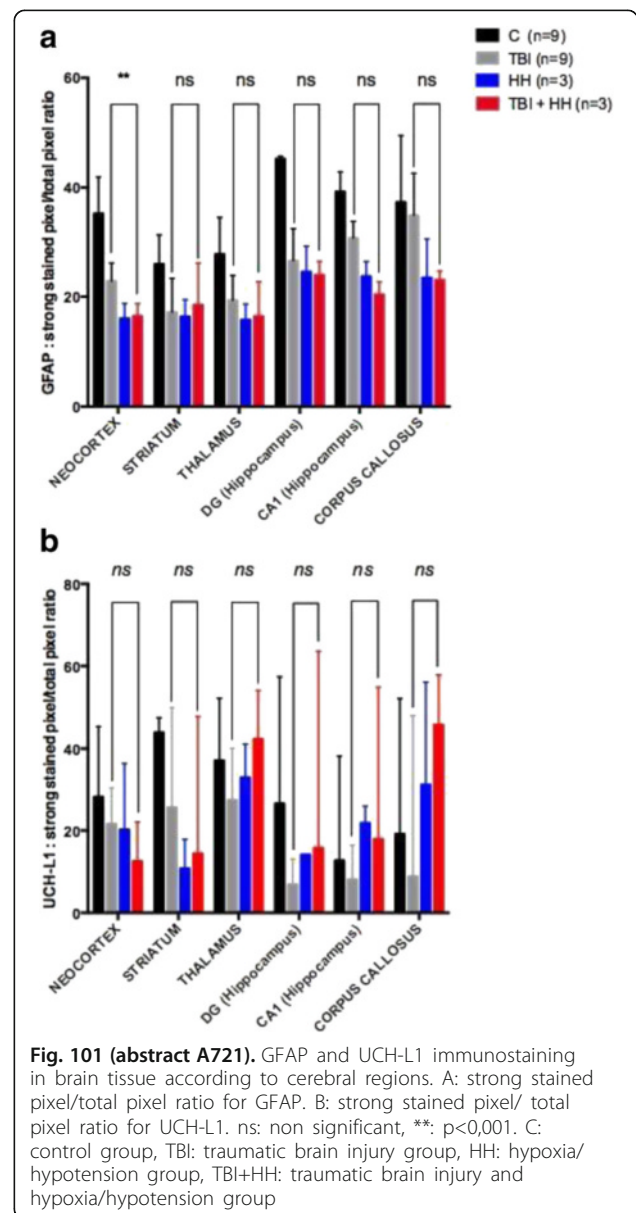 a
C (n=9)
TBI (n=9)
HH (n=3)
TBI + HH (n=3)
** ns ns ns ns ns
60
40
20
0
GFAP : strong stained pixel/total pixel ratio
NEOCORTEX
STRIATUM
THALAMUS
DG (Hippocampus)
CA1 (Hippocampus)
CORPUS CALLOSUS
b
ns ns ns ns ns ns
80
60
40
20
0
UCH-L1 : strong stained pixel/total pixel ratio
NEOCORTEX
STRIATUM
THALAMUS
DG (Hippocampus)
CA1 (Hippocampus)
CORPUS CALLOSUS
Fig. 101 (abstract A721). GFAP and UCH-L1 immunostaining
in brain tissue according to cerebral regions. A: strong stained
pixel/total pixel ratio for GFAP. B: strong stained pixel/ total
pixel ratio for UCH-L1. ns: non significant, **: p<0,001. C:
control group, TBI: traumatic brain injury group, HH: hypoxia/
hypotension group, TBI+HH: traumatic brain injury and
hypoxia/hypotension group